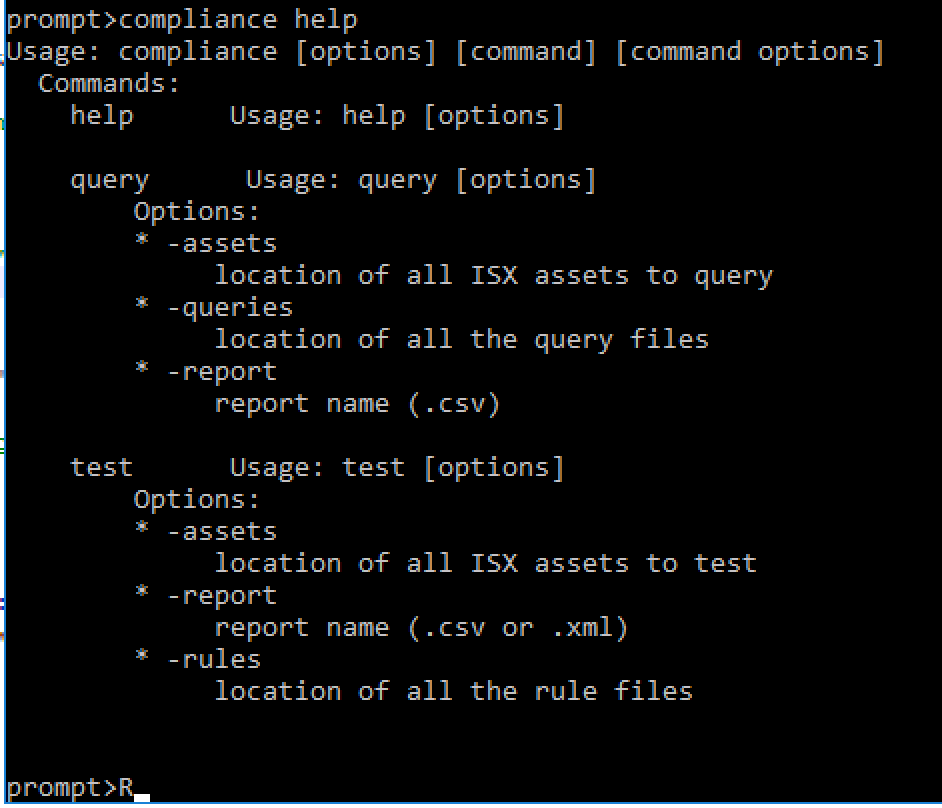 prompt>compliance help
Usage: compliance [options] [command] [command options]
  Commands:
    help      Usage: help [options]

    query      Usage: query [options]
        Options:
        * -assets
             location of all ISX assets to query
        * -queries
             location of all the query files
        * -report
             report name (.csv)

    test      Usage: test [options]
        Options:
        * -assets
             location of all ISX assets to test
        * -report
             report name (.csv or .xml)
        * -rules
             location of all the rule files

prompt>R_